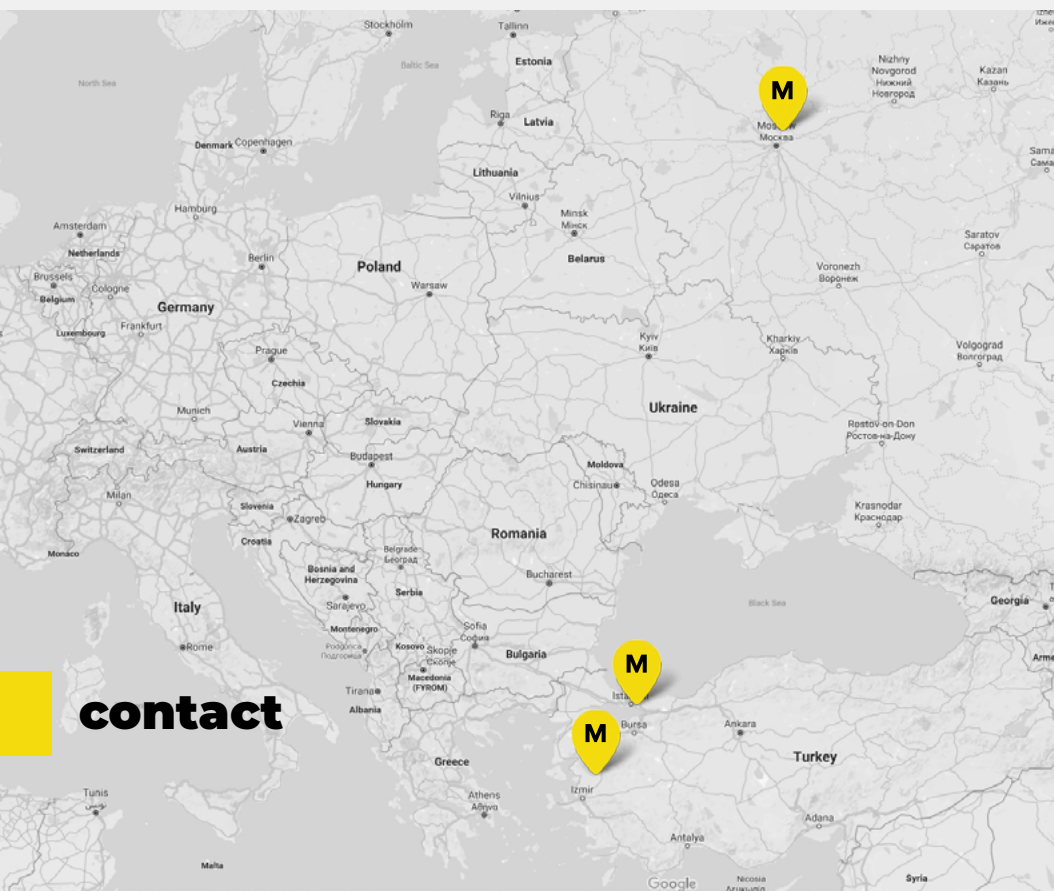 Stockholm
Tallinn
Estonia
North Sea
Baltic Sea
Nizhny
Novgorod
Нижний
Новгород
Kazan
Казань
M
Riga
Latvia
Москва
Denmark
Copenhagen
Lithuania
Vilnius
Hamburg
Minsk
Мінск
Amsterdam
Netherlands
Berlin
Poland
Belarus
Saratov
Саратов
Brussels
Belgium
Cologne
Germany
Warsaw
Voronezh
Воронеж
Luxembourg
Frankfurt
Kyiv
Київ
Kharkiv
Харків
Volgograd
Волгоград
Prague
Czechia
Munich
Vienna
Slovakia
Ukraine
Rostov-on-Don
Ростов-на-Дону
Switzerland
Austria
Budapest
Hungary
Moldova
Chisinau
Odesa
Одеса
Milan
Slovenia
Zagreb
Croatia
Krasnodar
Краснодар
Romania
Monaco
Belgrade
Београд
Bosnia and
Herzegovina
Serbia
Bucharest
Black Sea
Georgia
Italy
Sarajevo
Montenegro
Podgorica
Подгорица
Kosovo
Skopje
Скопје
Sofia
София
Bulgaria
Rome
Macedonia
(FYROM)
M
contact
Tirana
Albania
Bursa
Ankara
M
Greece
Turkey
Izmir
Tunis
تونس
Athens
Αθήνα
Adana
Antalya
Malta
Nicosia
Syria
Google